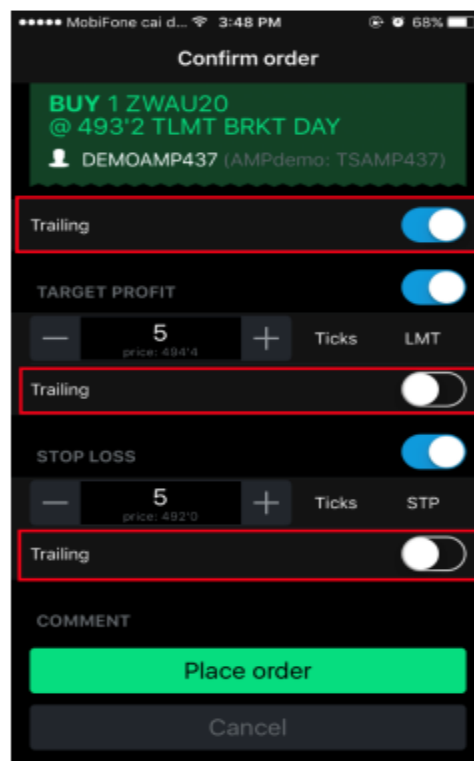 MobiFone cai d... 3:48 PM 68%
Confirm order
BUY 1 ZWAU20
@ 493'2 TLMT BRKT DAY
DEMOAMP437 (AMPdemo: TSAMP437)
Trailing
TARGET PROFIT
— 5 + Ticks LMT
price: 494'4
Trailing
STOP LOSS
— 5 + Ticks STP
price: 492'0
Trailing
COMMENT
Place order
Cancel